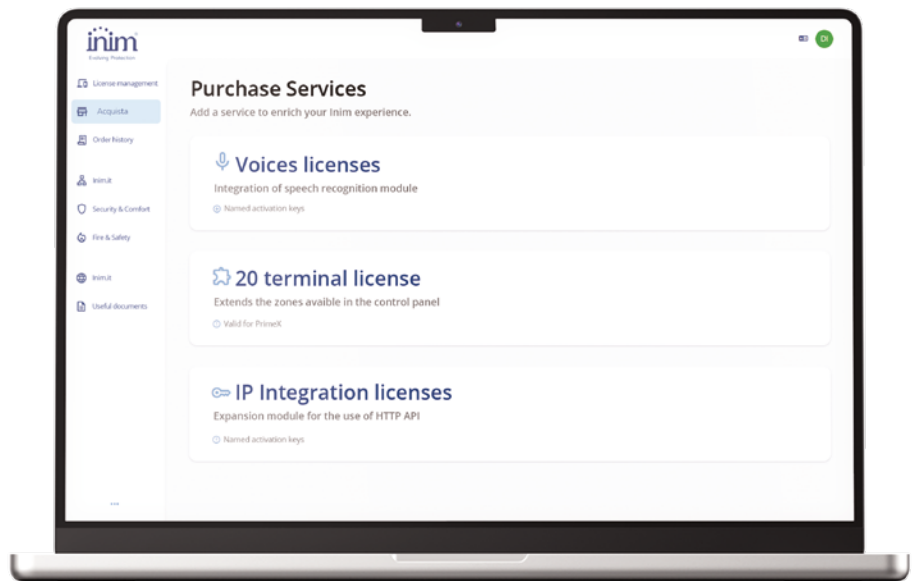 inim
Evolving Protection
DI
License management
Acquista
Order history
Inim.it
Security & Comfort
Fire & Safety
Inim.it
Useful documents
Purchase Services
Add a service to enrich your Inim experience.
Voices licenses
Integration of speech recognition module
Named activation keys
20 terminal license
Extends the zones avaible in the control panel
Valid for PrimeX
IP Integration licenses
Expansion module for the use of HTTP API
Named activation keys